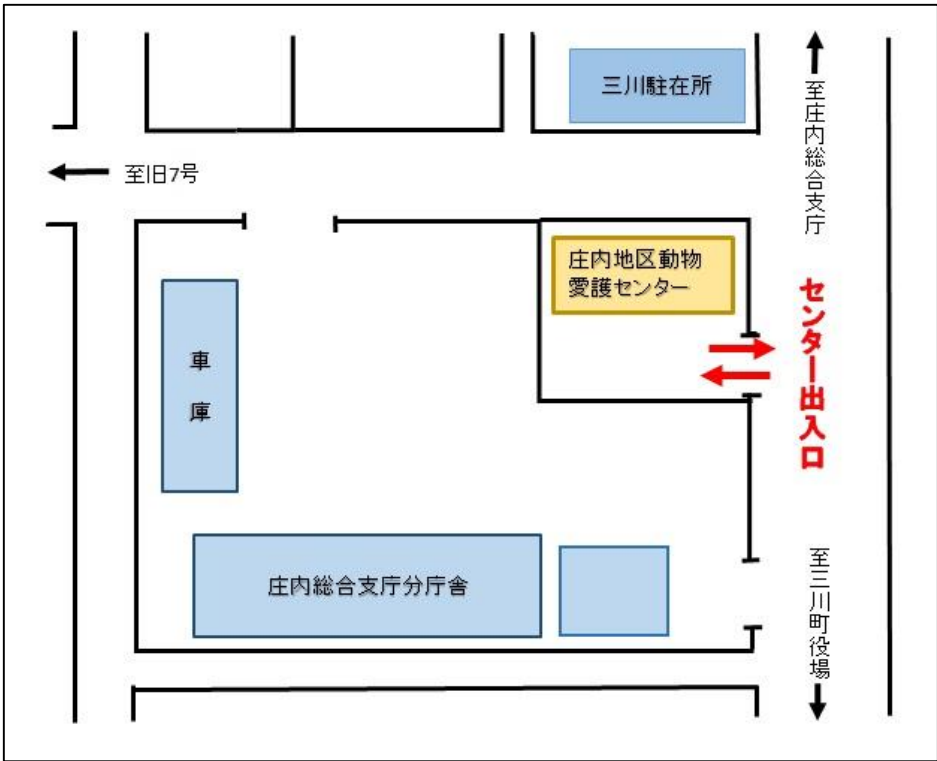 三川駐在所
至庄内総合支庁
至旧7号
庄内地区動物
愛護センター
センター出入口
車庫
庄内総合支庁分庁舎
至三川町役場